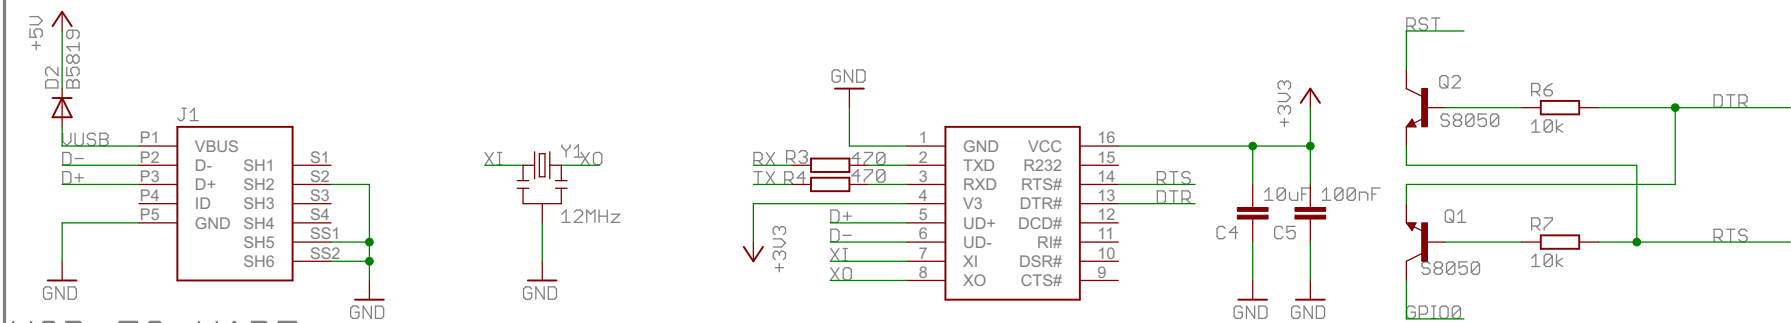 +5V
D2
B5819
J1
VUSB
D-
D+
P1
P2
P3
P4
P5
VBUS
D-
D+
ID
GND
SH1
SH2
SH3
SH4
SH5
SH6
S1
S2
S3
S4
SS1
SS2
GND
GND
XI
Y1
XO
12MHz
GND
GND
RX R3 470
TX R4 470
+3V3
D+
D-
XI
XO
1
2
3
4
5
6
7
8
GND
TXD
RXD
V3
UD+
UD-
XI
XO
VCC
R232
RTS#
DTR#
DCD#
RI#
DSR#
CTS#
16
15
14
13
12
11
10
9
RTS
DTR
+3V3
10uF
100nF
C4
C5
GND
GND
RST
Q2
S8050
R6
10k
DTR
Q1
S8050
R7
10k
RTS
GPIO0
USB TO UART